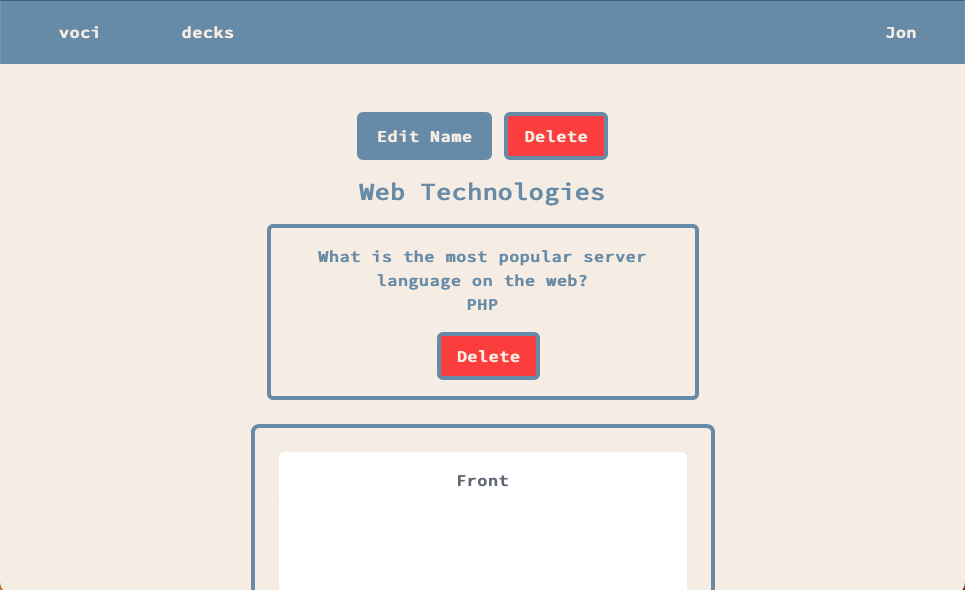 voci decks Jon
Edit Name Delete
Web Technologies
What is the most popular server
language on the web?
PHP
Delete
Front